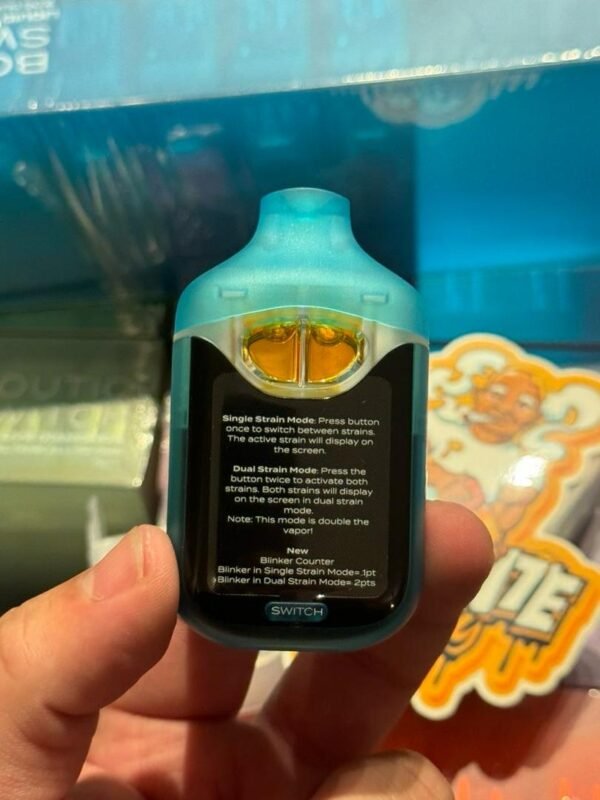 Single Strain Mode: Press button
once to switch between strains.
The active strain will display on
the screen.
Dual Strain Mode: Press the
button twice to activate both
strains. Both strains will display
on the screen in dual strain
mode.
Note: This mode is double the
vapor!
New
Blinker Counter
Blinker in Single Strain Mode= 1pt
Blinker in Dual Strain Mode= 2pts
SWITCH